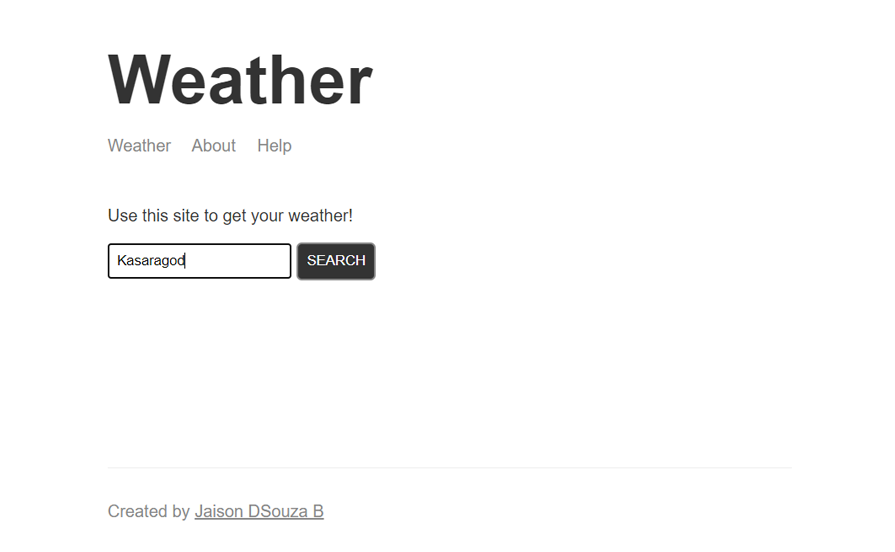 Weather
Weather About Help
Use this site to get your weather!
Kasaragod SEARCH
Created by Jaison DSouza B